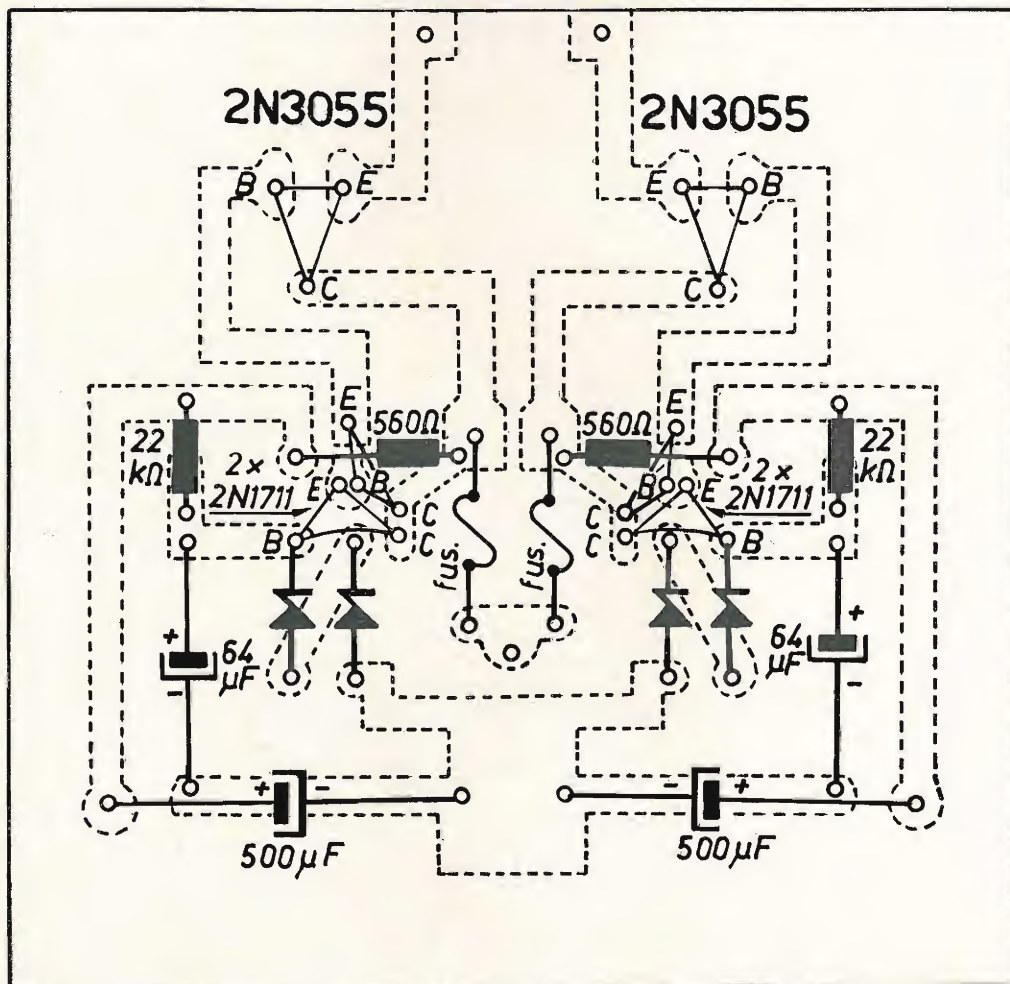 2N3055 2N3055
B E E B
C C
E E
560Ω 560Ω
22 kΩ 22 kΩ
2× 2N1711 2× 2N1711
E B B E
C C
C C
B B
fus. fus.
+ 64 μF - + 64 μF -
+ - - +
500μF 500μF